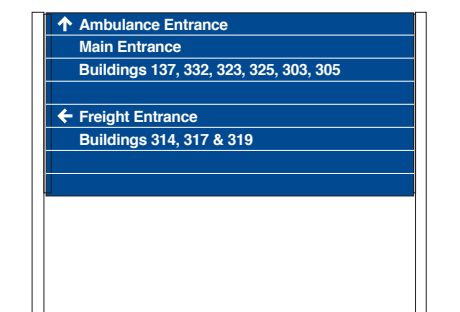 ↑ Ambulance Entrance
Main Entrance
Buildings 137, 332, 323, 325, 303, 305
← Freight Entrance
Buildings 314, 317 & 319